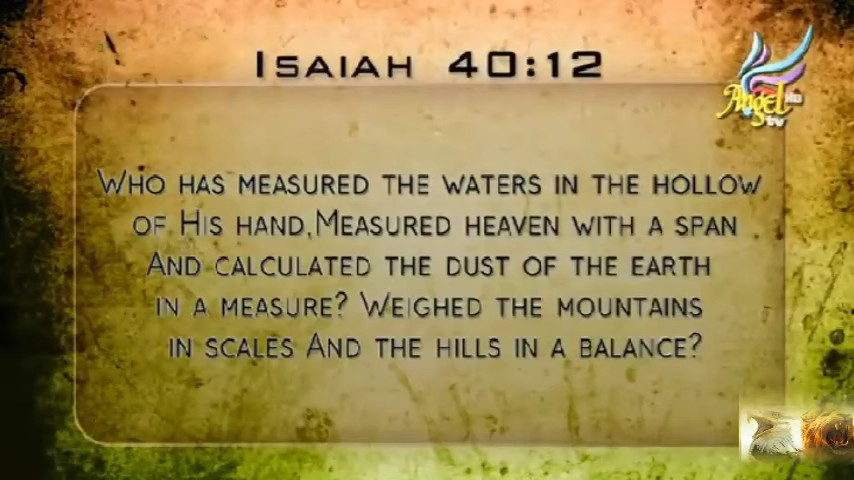 Isaiah 40:12
Angel HD
tv
Who has measured the waters in the hollow
of His hand,Measured heaven with a span
And calculated the dust of the earth
in a measure? Weighed the mountains
in scales And the hills in a balance?